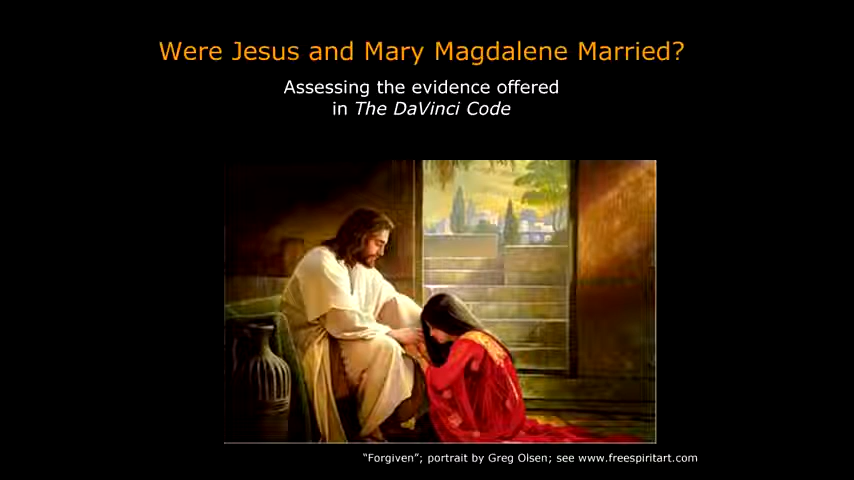 Were Jesus and Mary Magdalene Married?
Assessing the evidence offered
in The DaVinci Code
"Forgiven"; portrait by Greg Olsen; see www.freespiritart.com